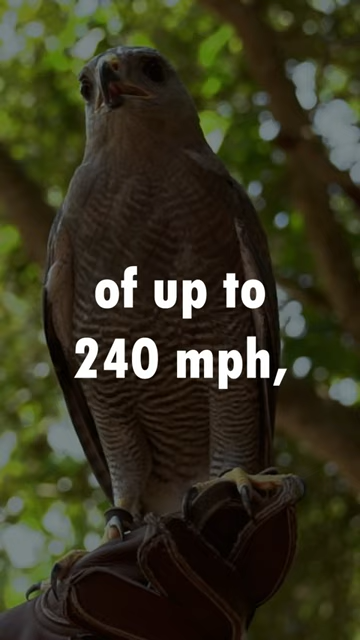 of up to
240 mph,